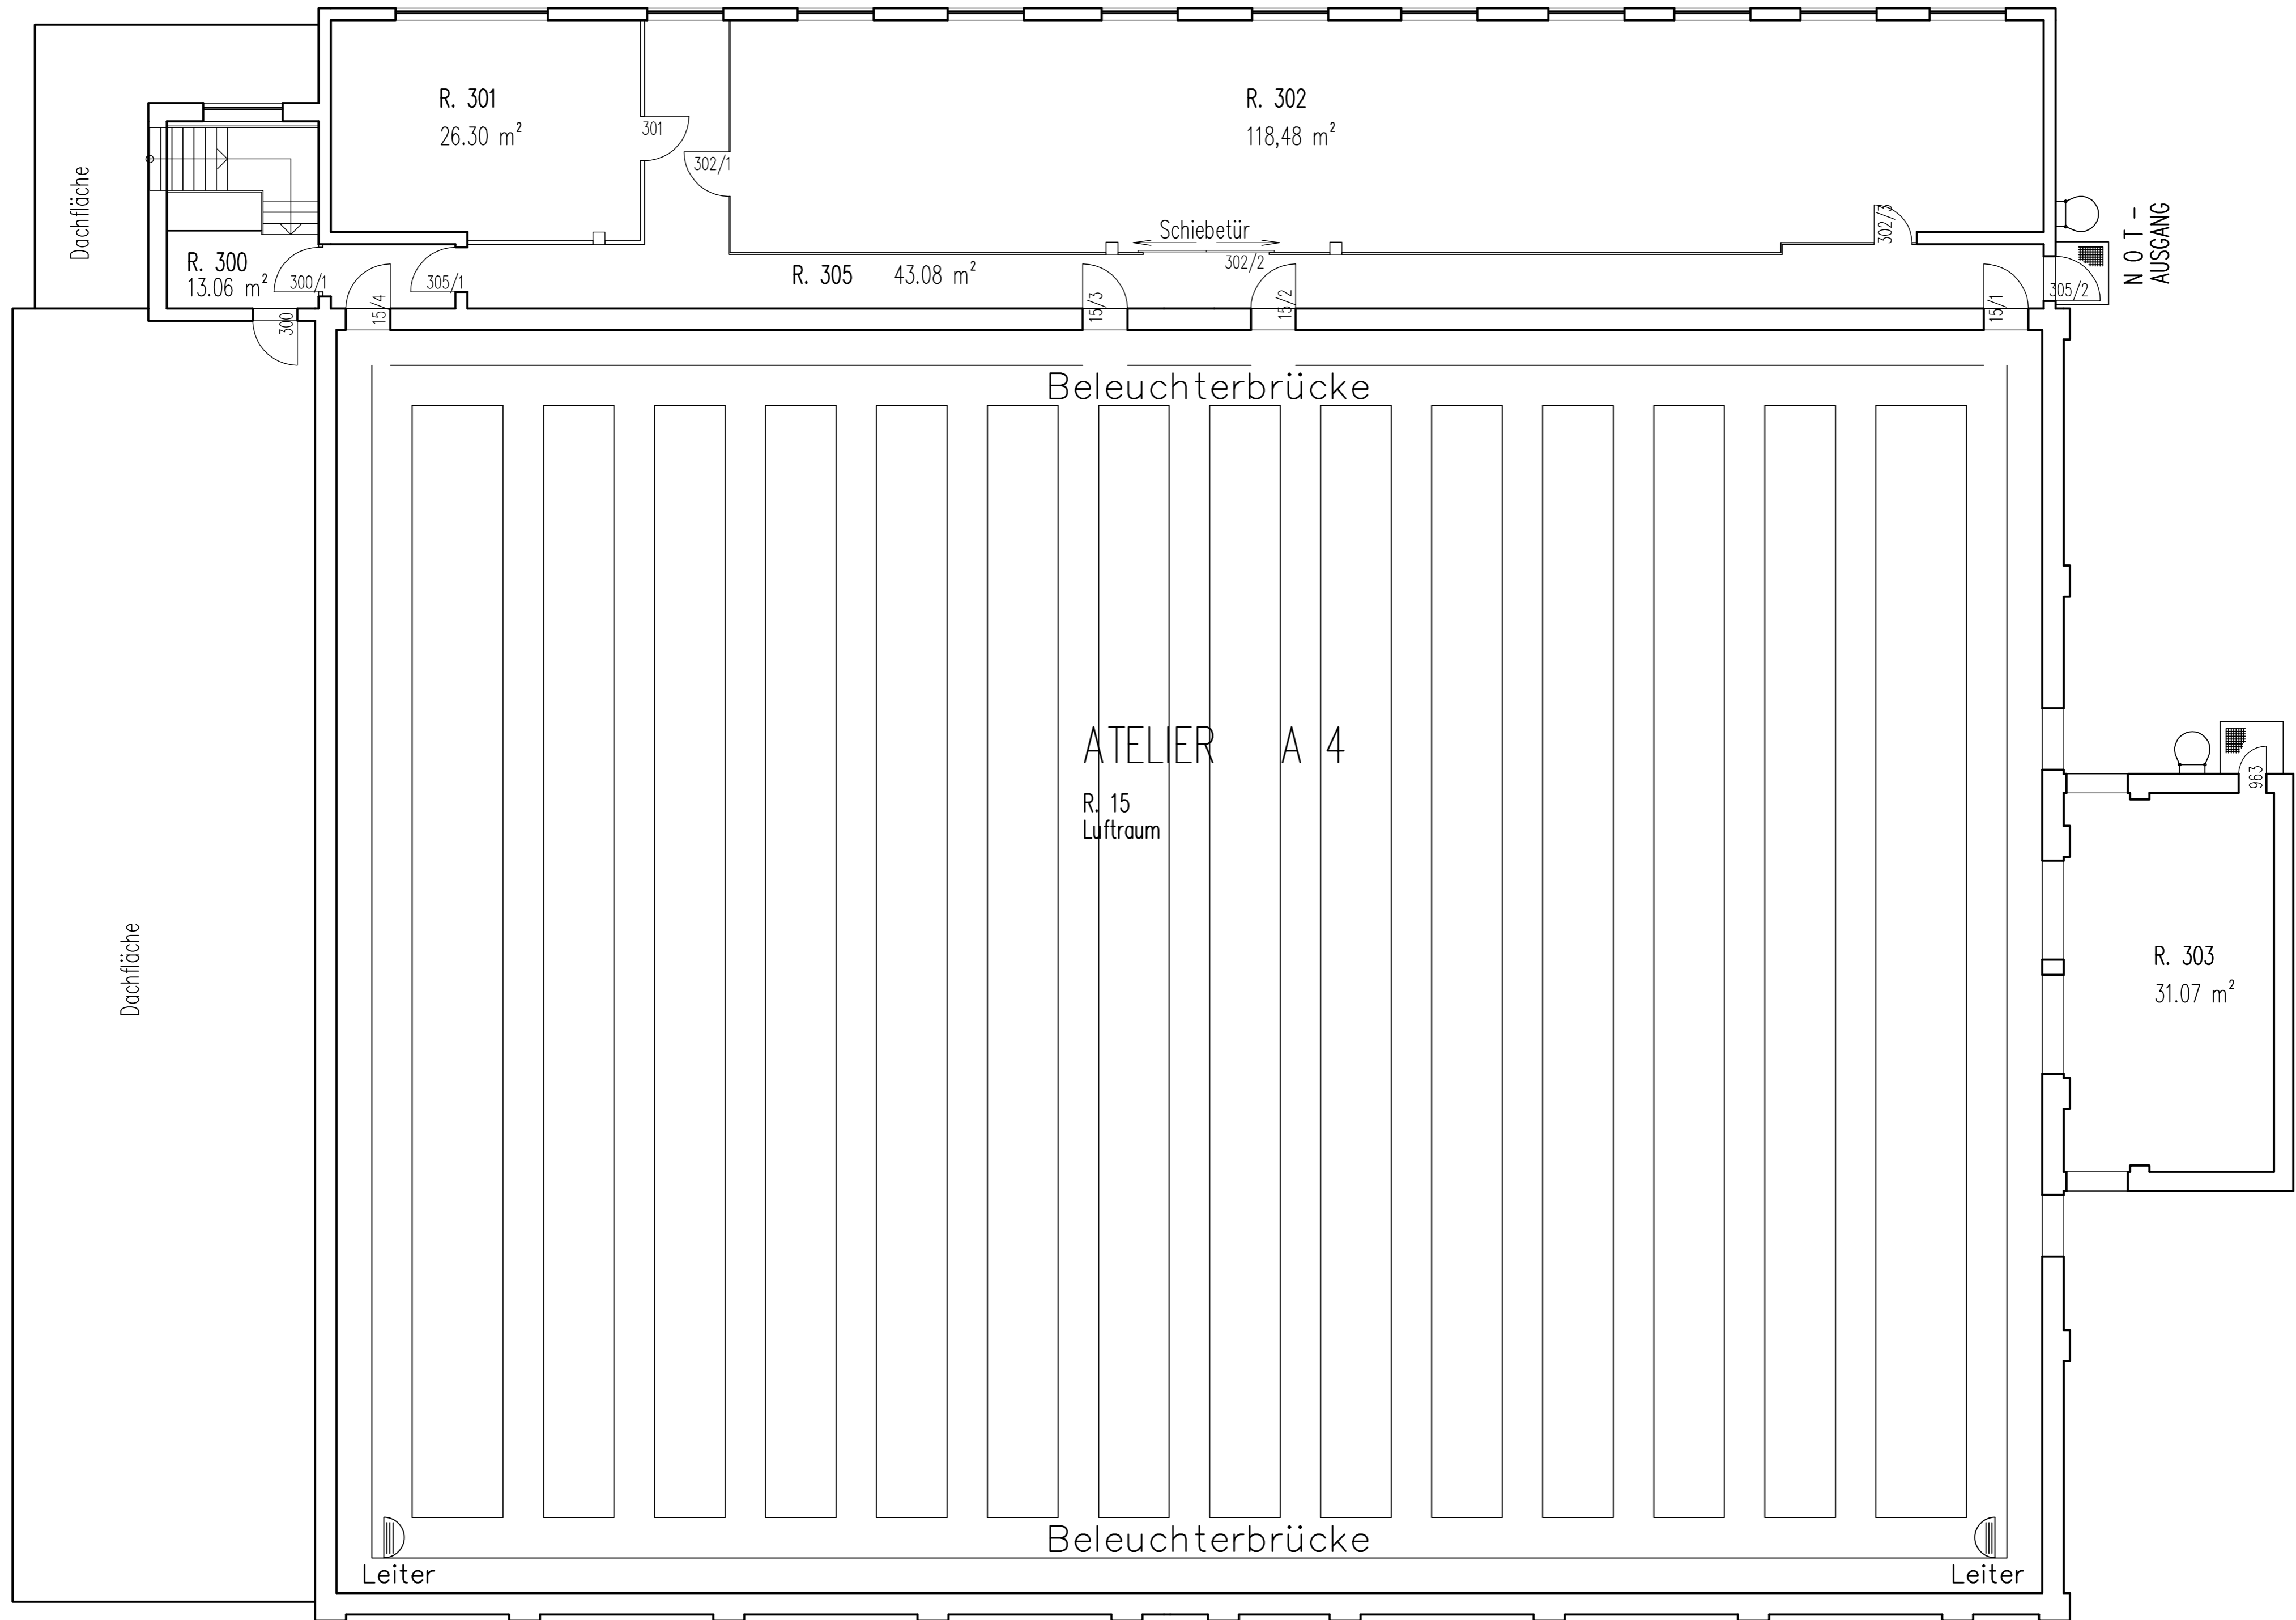 R. 301
26.30 m²
R. 302
118,48 m²
301
302/1
Dachfläche
Schiebetür
302/2
302/3
NOT-
AUSGANG
R. 300
13.06 m²
300/1
305/1
R. 305 43.08 m²
305/2
300
15/4
15/3
15/2
15/1
Beleuchterbrücke
ATELIER A 4
R. 15
Luftraum
963
Dachfläche
R. 303
31.07 m²
Beleuchterbrücke
Leiter
Leiter